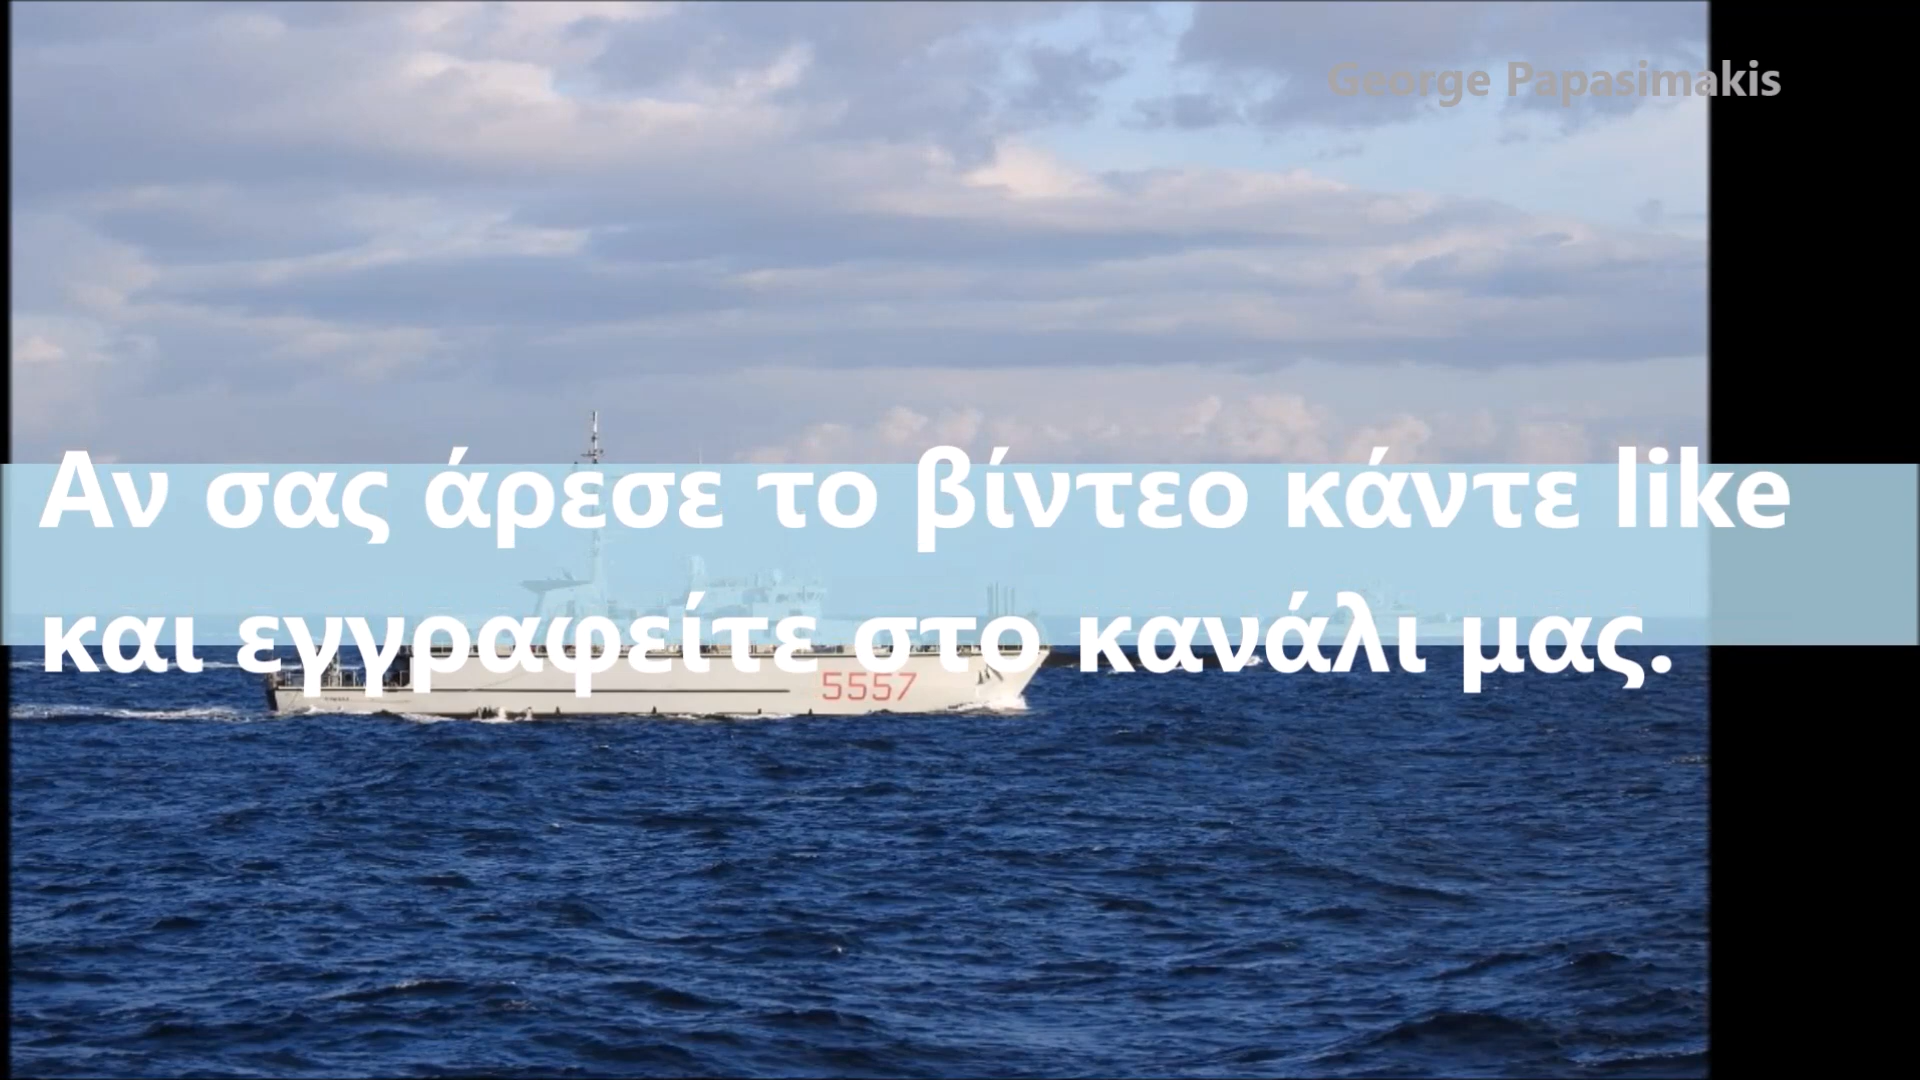 George Papasimakis
Αν σας άρεσε το βίντεο κάντε like
και εγγραφείτε στο κανάλι μας.
5557